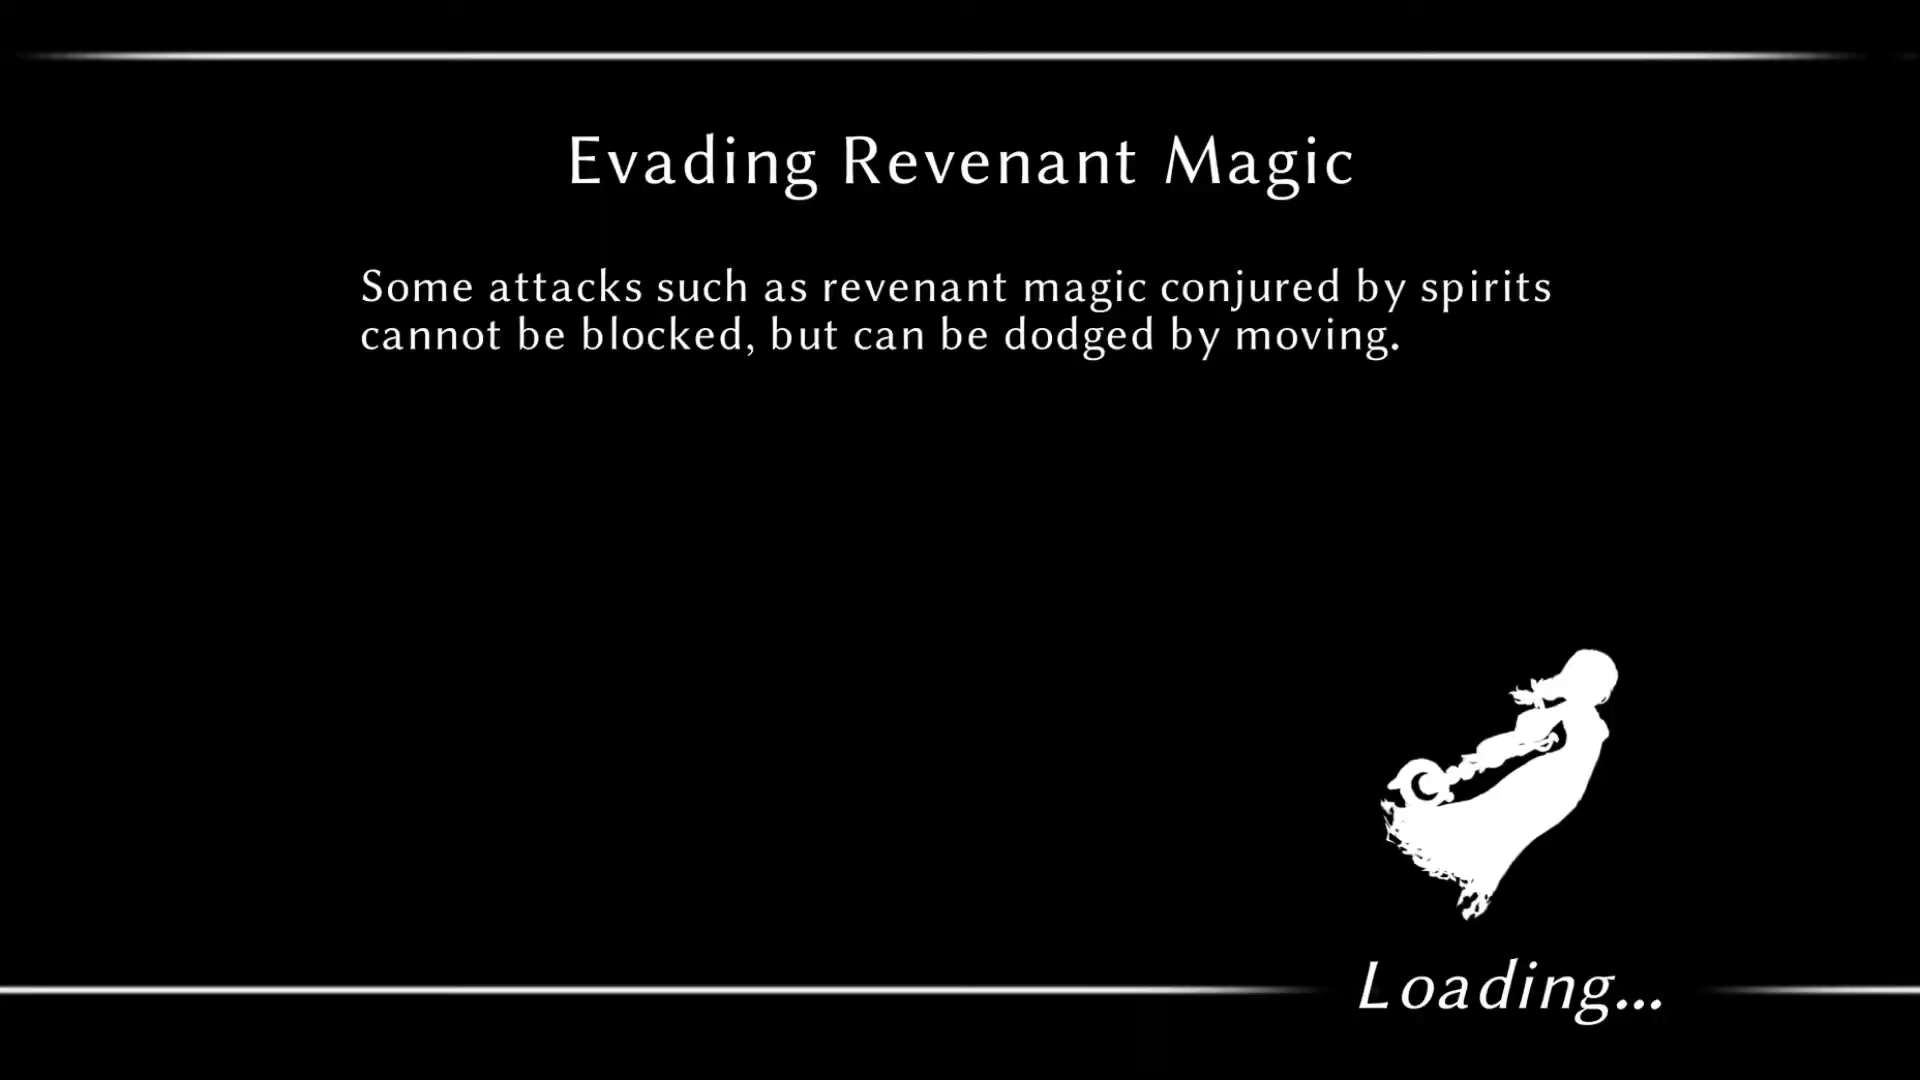 Evading Revenant Magic
Some attacks such as revenant magic conjured by spirits
cannot be blocked, but can be dodged by moving.
Loading...